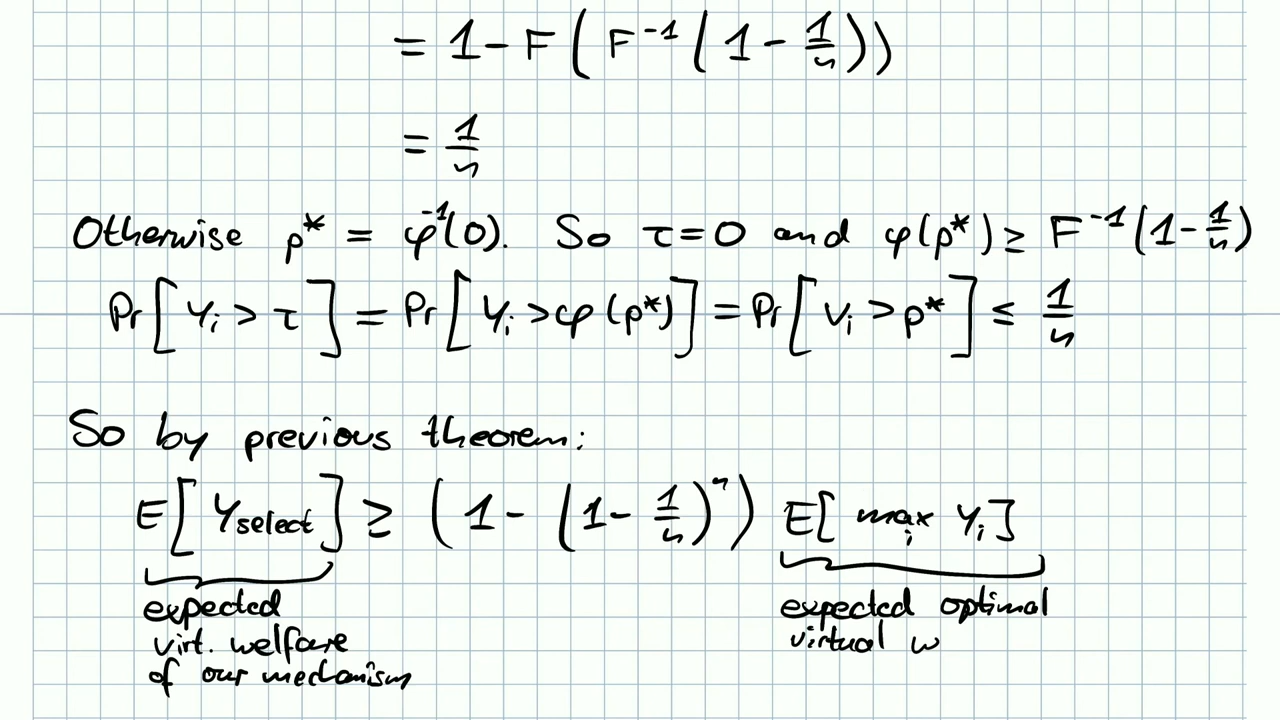 = 1 - F ( F⁻¹ ( 1 - 1/n ))
= 1/n
Otherwise p* = φ⁻¹(0). So τ=0 and φ(p*) ≥ F⁻¹(1-1/n)
Pr[ Yᵢ > τ ] = Pr[ Yᵢ > φ(p*)] = Pr[ vᵢ > p* ] ≤ 1/n
So by previous theorem:
E[ Y_select ] ≥ ( 1 - (1 - 1/n)ⁿ ) E[ maxᵢ Yᵢ ]
expected expected optimal
virt. welfare virtual w
of our mechanism